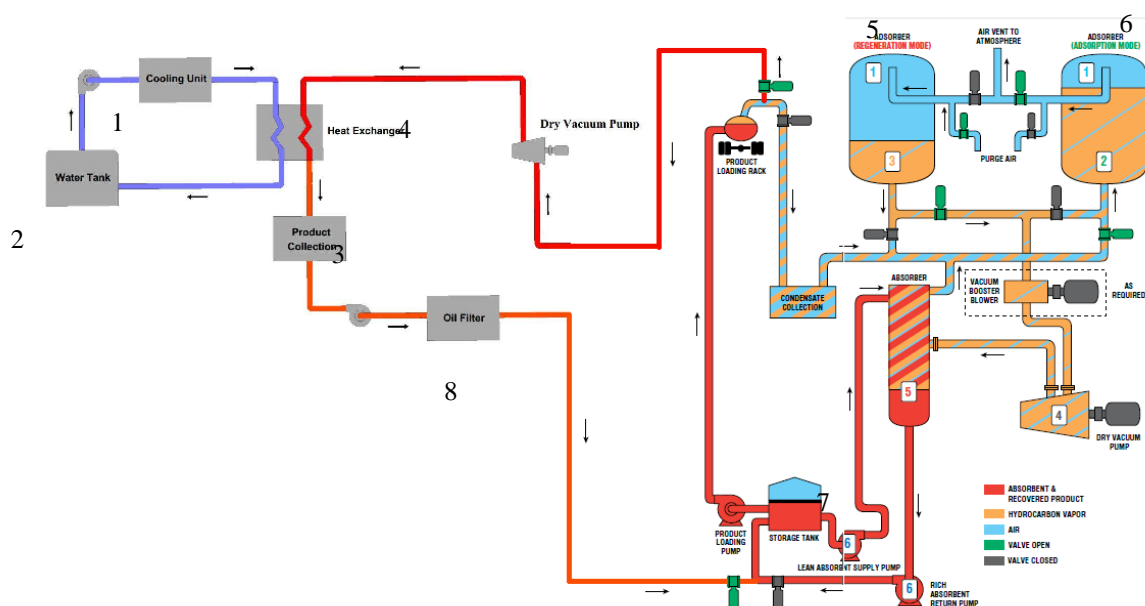 5
6
ADSORBER
(REGENERATION MODE)
AIR VENT TO
ATMOSPHERE
ADSORBER
(ADSORPTION MODE)
1
1
Cooling Unit
1
Heat Exchanger
4
Dry Vacuum Pump
PRODUCT
LOADING RACK
PURGE AIR
3
2
Water Tank
2
Product
Collection
3
CONDENSATE
COLLECTION
ABSORBER
VACUUM
BOOSTER
BLOWER
AS
REQUIRED
Oil Filter
8
5
4
DRY VACUUM
PUMP
7
PRODUCT
LOADING
PUMP
STORAGE TANK
6
LEAN ABSORBENT SUPPLY PUMP
6
RICH
ABSORBENT
RETURN PUMP
ABSORBENT &
RECOVERED PRODUCT
HYDROCARBON VAPOR
AIR
VALVE OPEN
VALVE CLOSED